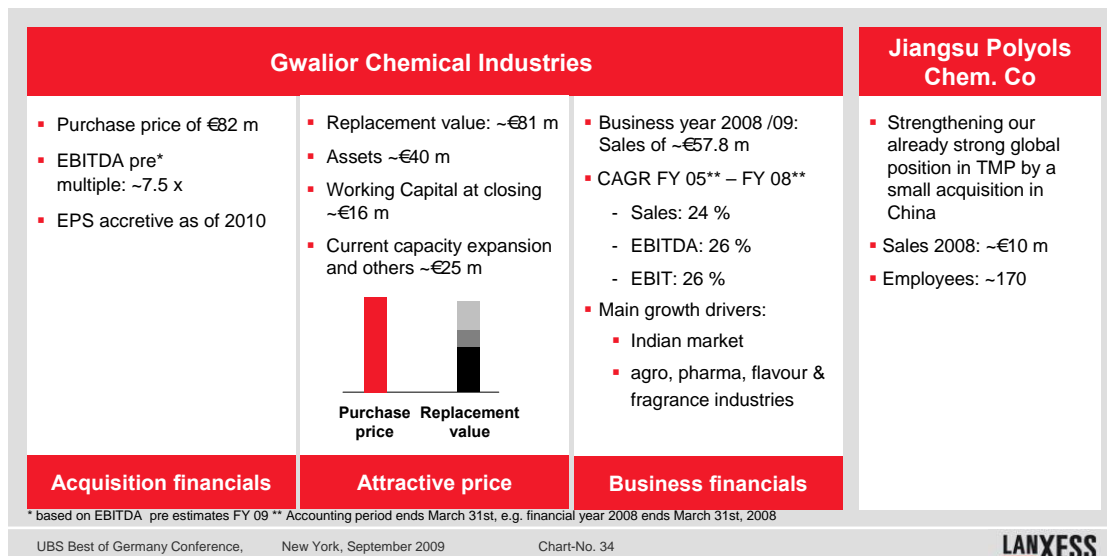 Gwalior Chemical Industries
Purchase price of €82 m
EBITDA pre*
multiple: ~7.5 x
EPS accretive as of 2010
Replacement value: ~€81 m
Assets ~€40 m
Working Capital at closing
~€16 m
Current capacity expansion
and others ~€25 m
Purchase
price
Replacement
value
Business year 2008 /09:
Sales of ~€57.8 m
CAGR FY 05** – FY 08**
- Sales: 24 %
- EBITDA: 26 %
- EBIT: 26 %
Main growth drivers:
Indian market
agro, pharma, flavour &
fragrance industries
Acquisition financials
Attractive price
Business financials
Jiangsu Polyols
Chem. Co
Strengthening our
already strong global
position in TMP by a
small acquisition in
China
Sales 2008: ~€10 m
Employees: ~170
* based on EBITDA pre estimates FY 09 ** Accounting period ends March 31st, e.g. financial year 2008 ends March 31st, 2008
UBS Best of Germany Conference, New York, September 2009 Chart-No. 34
LANXESS